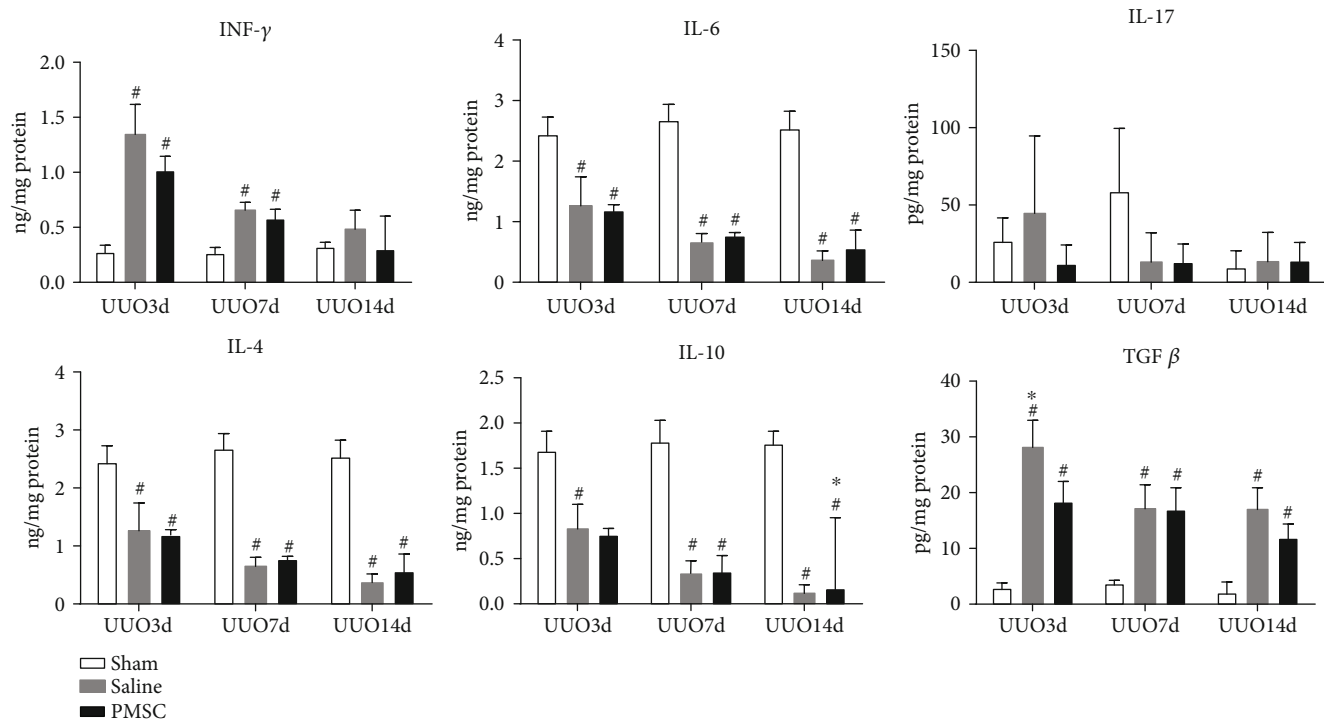 INF-γ
2.0
1.5
1.0
0.5
0.0
ng/mg protein
#
#
#
#
UUO3d
UUO7d
UUO14d
IL-6
4
3
2
1
0
ng/mg protein
#
#
#
#
#
#
UUO3d
UUO7d
UUO14d
IL-17
150
100
50
0
pg/mg protein
UUO3d
UUO7d
UUO14d
IL-4
4
3
2
1
0
ng/mg protein
#
#
#
#
#
#
UUO3d
UUO7d
UUO14d
IL-10
2.5
2.0
1.5
1.0
0.5
0.0
ng/mg protein
#
#
#
#
*
#
UUO3d
UUO7d
UUO14d
TGF β
40
30
20
10
0
pg/mg protein
*
#
#
#
#
#
#
UUO3d
UUO7d
UUO14d
Sham
Saline
PMSC